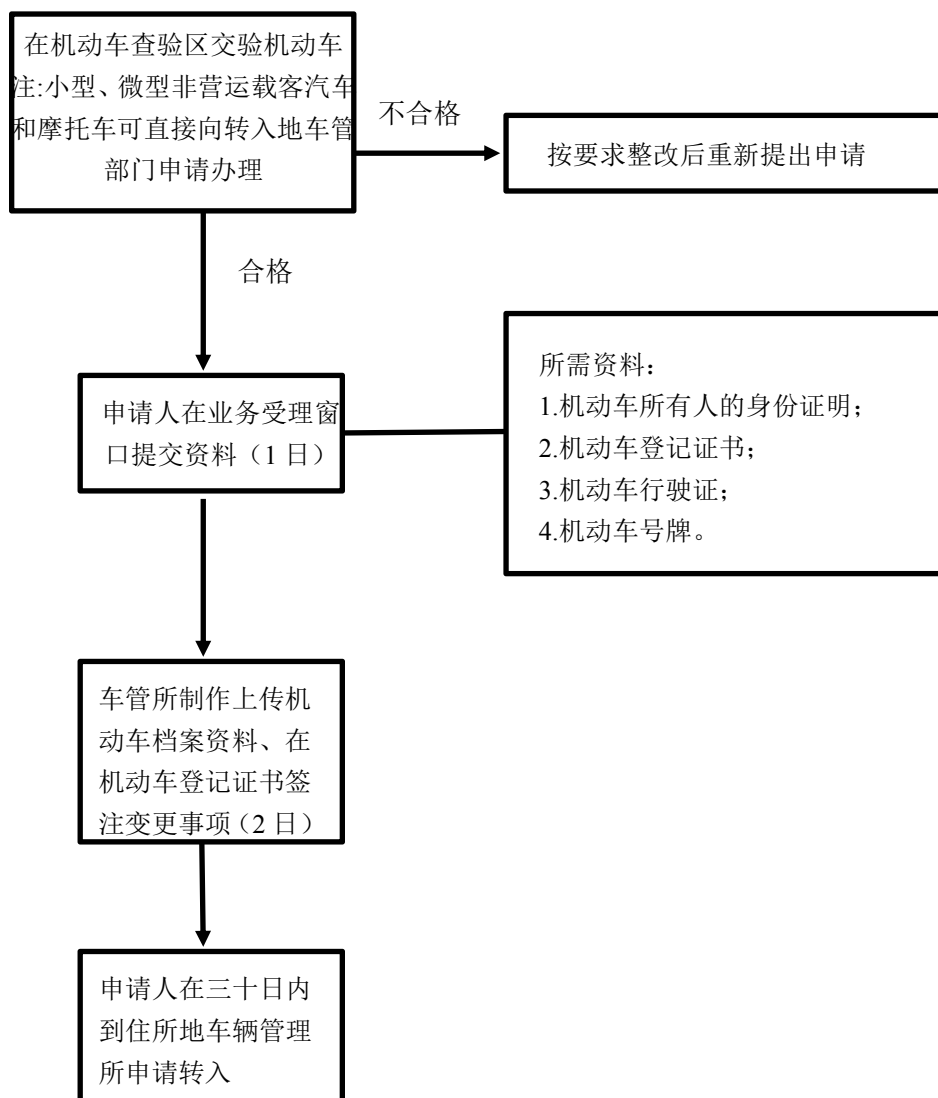 在机动车查验区交验机动车
注:小型、微型非营运载客汽车
和摩托车可直接向转入地车管
部门申请办理
不合格
按要求整改后重新提出申请
合格
申请人在业务受理窗
口提交资料（1 日）
所需资料：
1.机动车所有人的身份证明；
2.机动车登记证书；
3.机动车行驶证；
4.机动车号牌。
车管所制作上传机
动车档案资料、在
机动车登记证书签
注变更事项（2 日）
申请人在三十日内
到住所地车辆管理
所申请转入